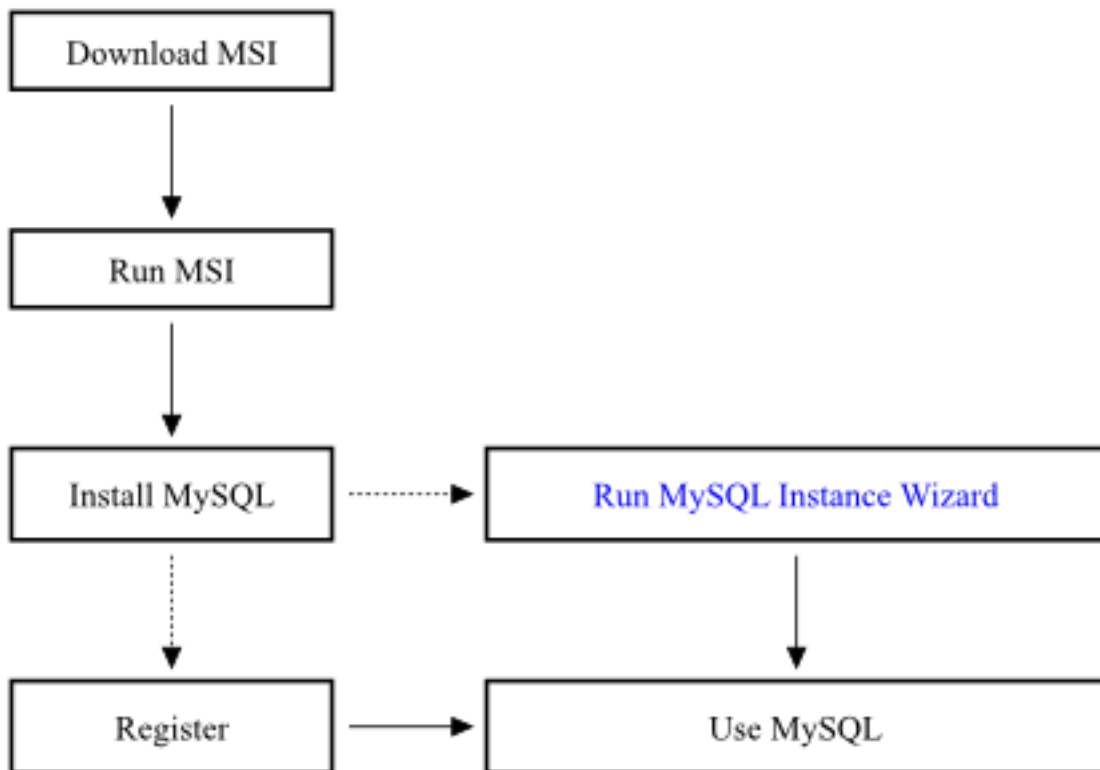 Download MSI
Run MSI
Install MySQL
Run MySQL Instance Wizard
Register
Use MySQL